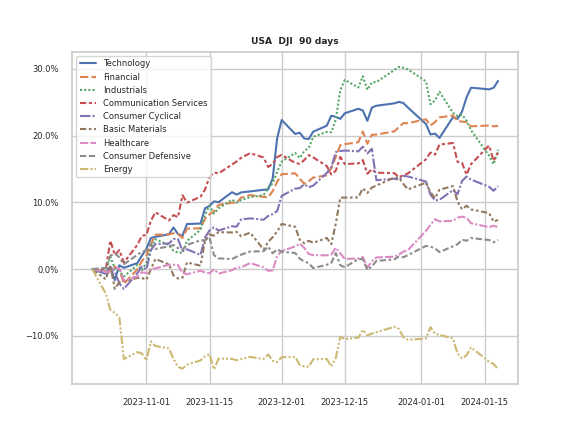 USA DJI 90 days
30.0%
20.0%
10.0%
0.0%
−10.0%
Technology
Financial
Industrials
Communication Services
Consumer Cyclical
Basic Materials
Healthcare
Consumer Defensive
Energy
2023-11-01
2023-11-15
2023-12-01
2023-12-15
2024-01-01
2024-01-15